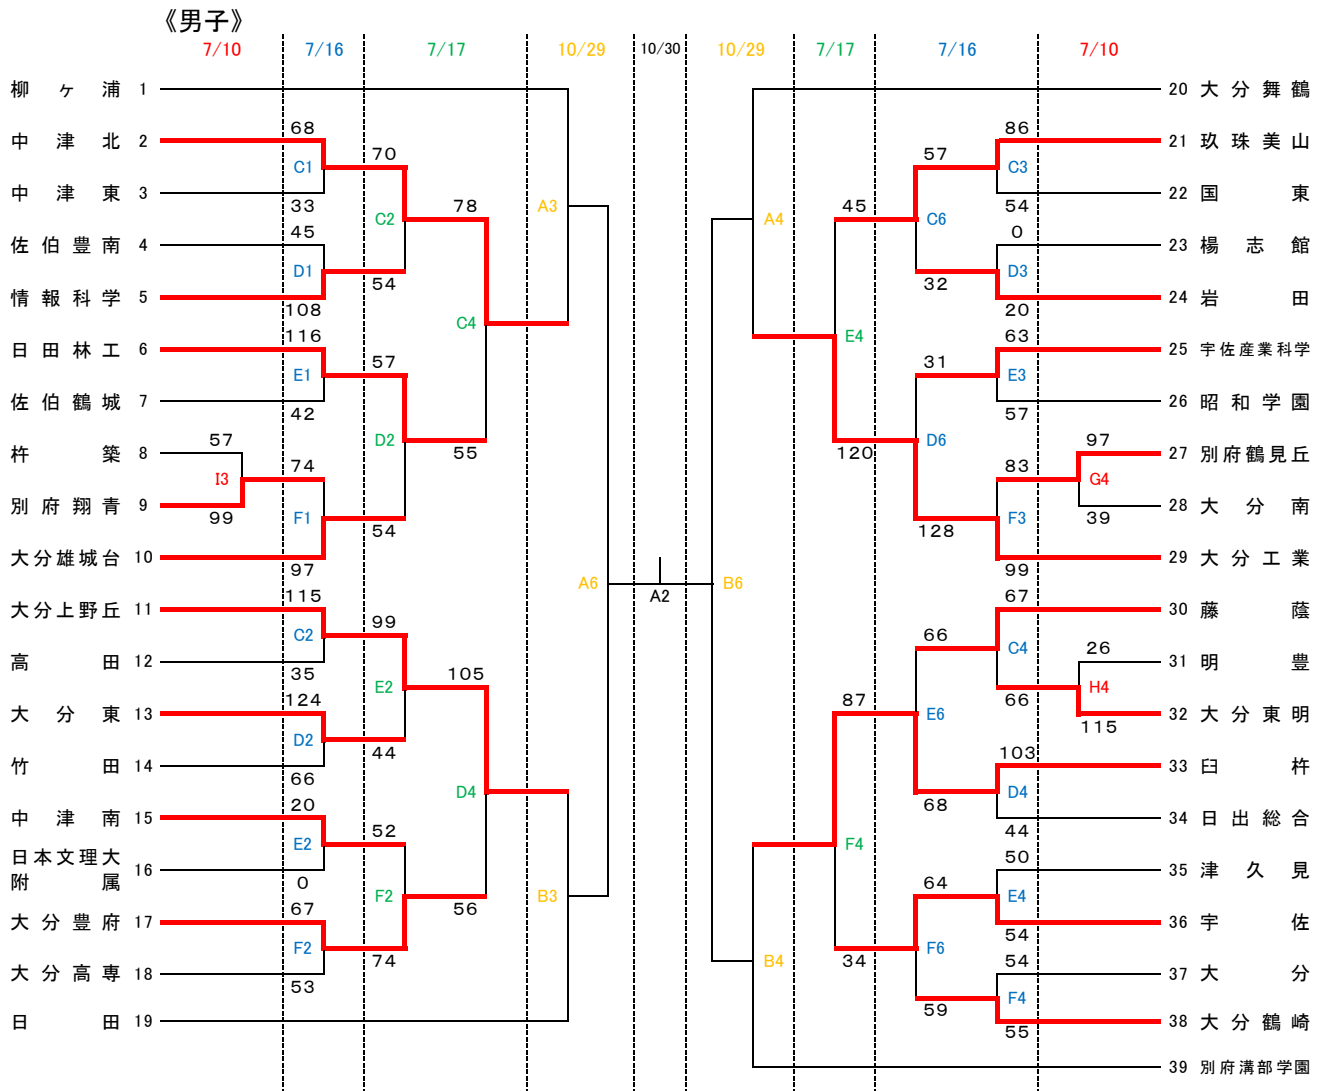 《男子》
7/10 7/16 7/17 10/29 10/30 10/29 7/17 7/16 7/10
柳ヶ浦 1 20 大分舞鶴
68 86
中津北 2 70 57 21 玖珠美山
C1 C3
中津東 3 78 A3 A4 45 22 国東
33 C2 C6 54
45 0
佐伯豊南 4 23 楊志館
D1 54 32 D3
情報科学 5 24 岩田
108 C4 E4 20
116 63
日田林工 6 57 31 25 宇佐産業科学
E1 E3
佐伯鶴城 7 26 昭和学園
42 57
57 D2 D6 97
杵築 8 74 55 120 83 27 別府鶴見丘
I3 G4
別府翔青 9 28 大分南
99 F1 54 128 F3 39
大分雄城台 10 29 大分工業
97 99
A6 A2 B6
115 67
大分上野丘 11 99 66 30 藤蔭
C2 C4 26
高田 12 31 明豊
35 E2 105 H4
124 87 E6 66
大分東 13 32 大分東明
D2 44 115
103
竹田 14 33 臼杵
66 D4 68 D4
20
中津南 15 52 34 日出総合
E2 F4 44
日本文理大
附属 16 50
35 津久見
0 F2 56 B3 64 E4
67
大分豊府 17 36 宇佐
F2 74 34 B4 F6 54
54
大分高専 18 37 大分
53 59 F4
日田 19 38 大分鶴崎
55
39 別府溝部学園